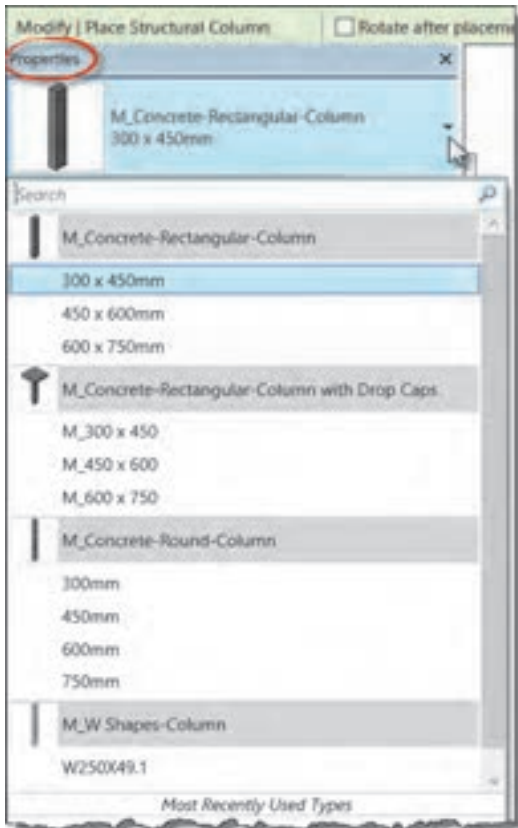 Modify | Place Structural Column
Rotate after placeme
Properties
M_Concrete-Rectangular-Column
300 x 450mm
Search
M_Concrete-Rectangular-Column
300 x 450mm
450 x 600mm
600 x 750mm
M_Concrete-Rectangular-Column with Drop Caps
M_300 x 450
M_450 x 600
M_600 x 750
M_Concrete-Round-Column
300mm
450mm
600mm
750mm
M_W Shapes-Column
W250X49.1
Most Recently Used Types